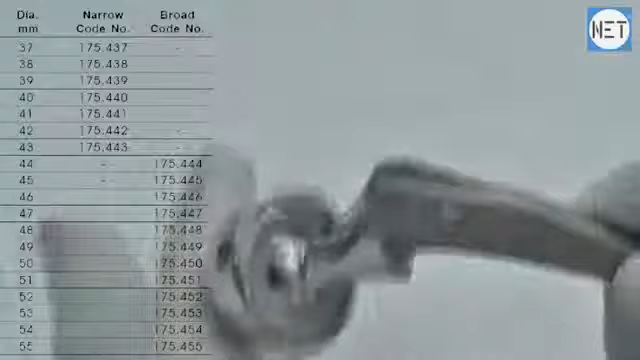 Dia. Narrow Broad
mm Code No. Code No.
37 175.437 -
38 175.438
39 175.439
40 175.440
41 175.441
42 175.442 -
43 175.443 -
44 - 175.444
45 - 175.445
46 175.446
47 175.447
48 175.448
49 175.449
50 175.450
51 175.451
52 175.452
53 175.453
54 175.454
55 175.455
NET